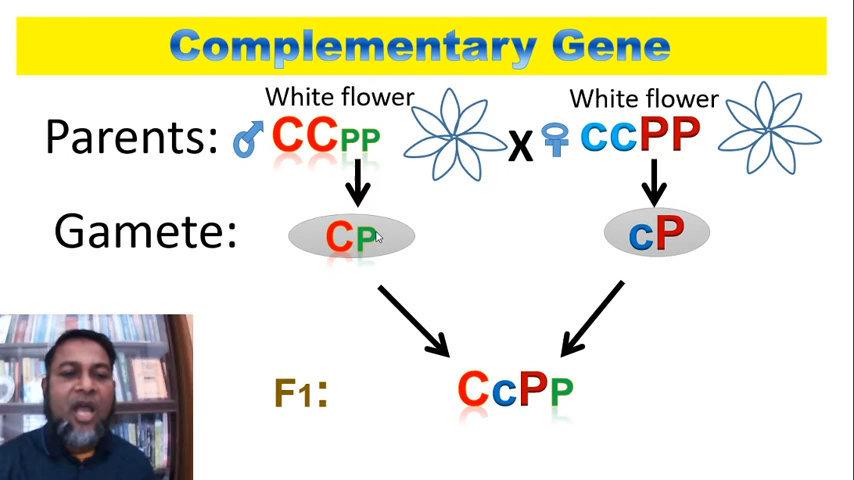 Complementary Gene
White flower White flower
Parents: ♂ CCpp X ♀ ccPP
Gamete: Cp cP
F1: CcPp